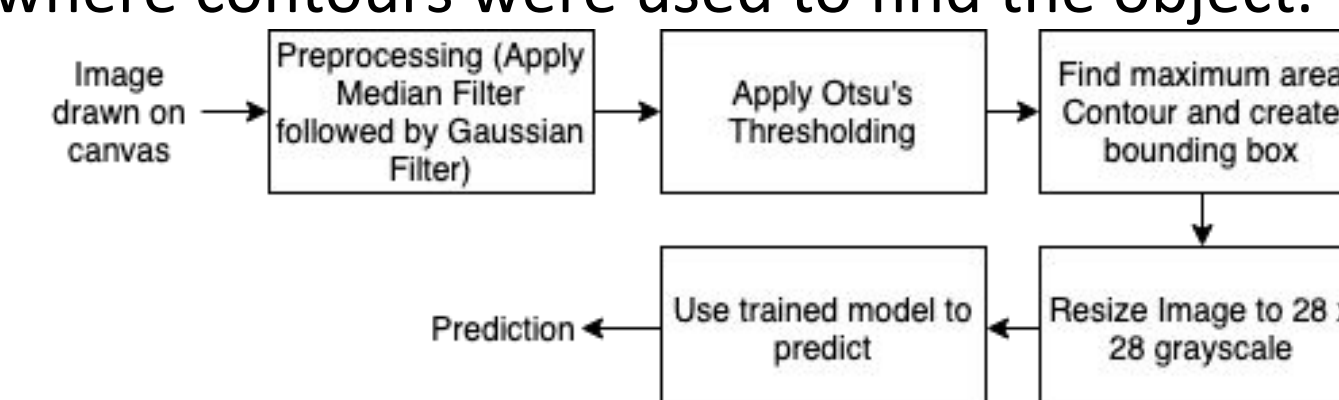 where contours were used to find the object.
Image
drawn on
canvas
Preprocessing (Apply
Median Filter
followed by Gaussian
Filter)
Apply Otsu's
Thresholding
Find maximum area
Contour and create
bounding box
Resize Image to 28 x
28 grayscale
Use trained model to
predict
Prediction